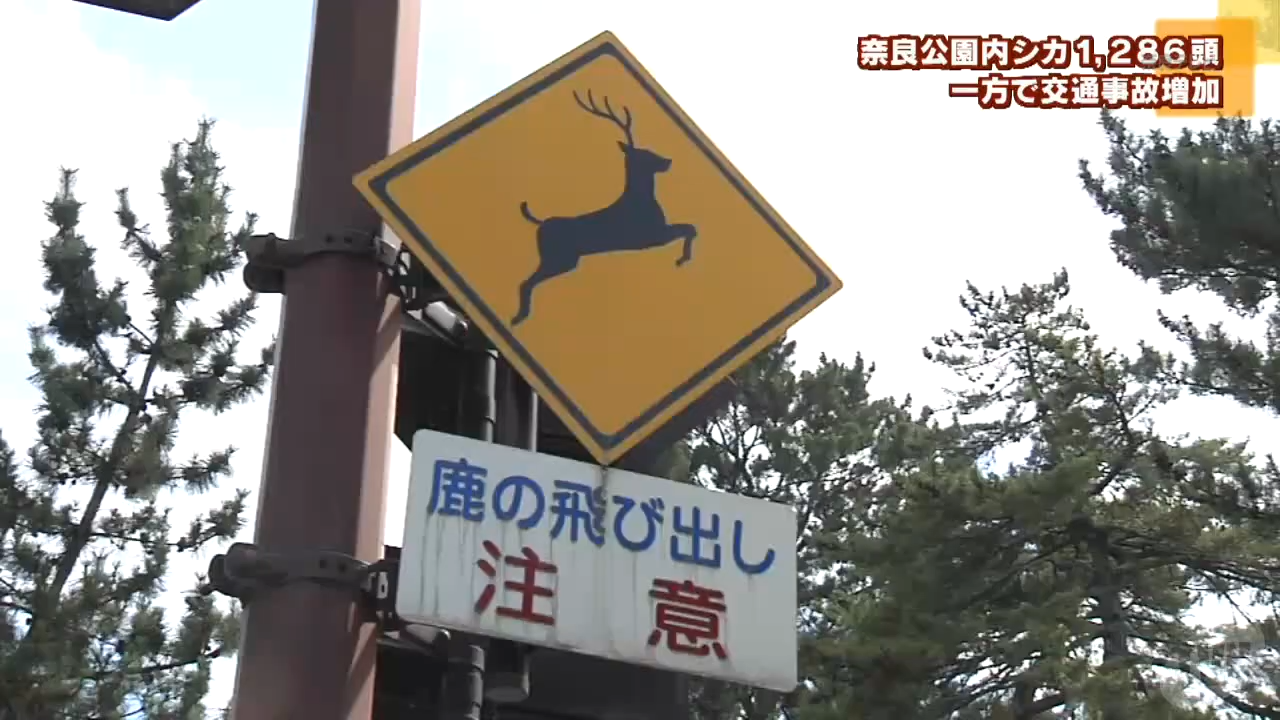 奈良公園内シカ1,286頭
一方で交通事故増加
鹿の飛び出し
注意